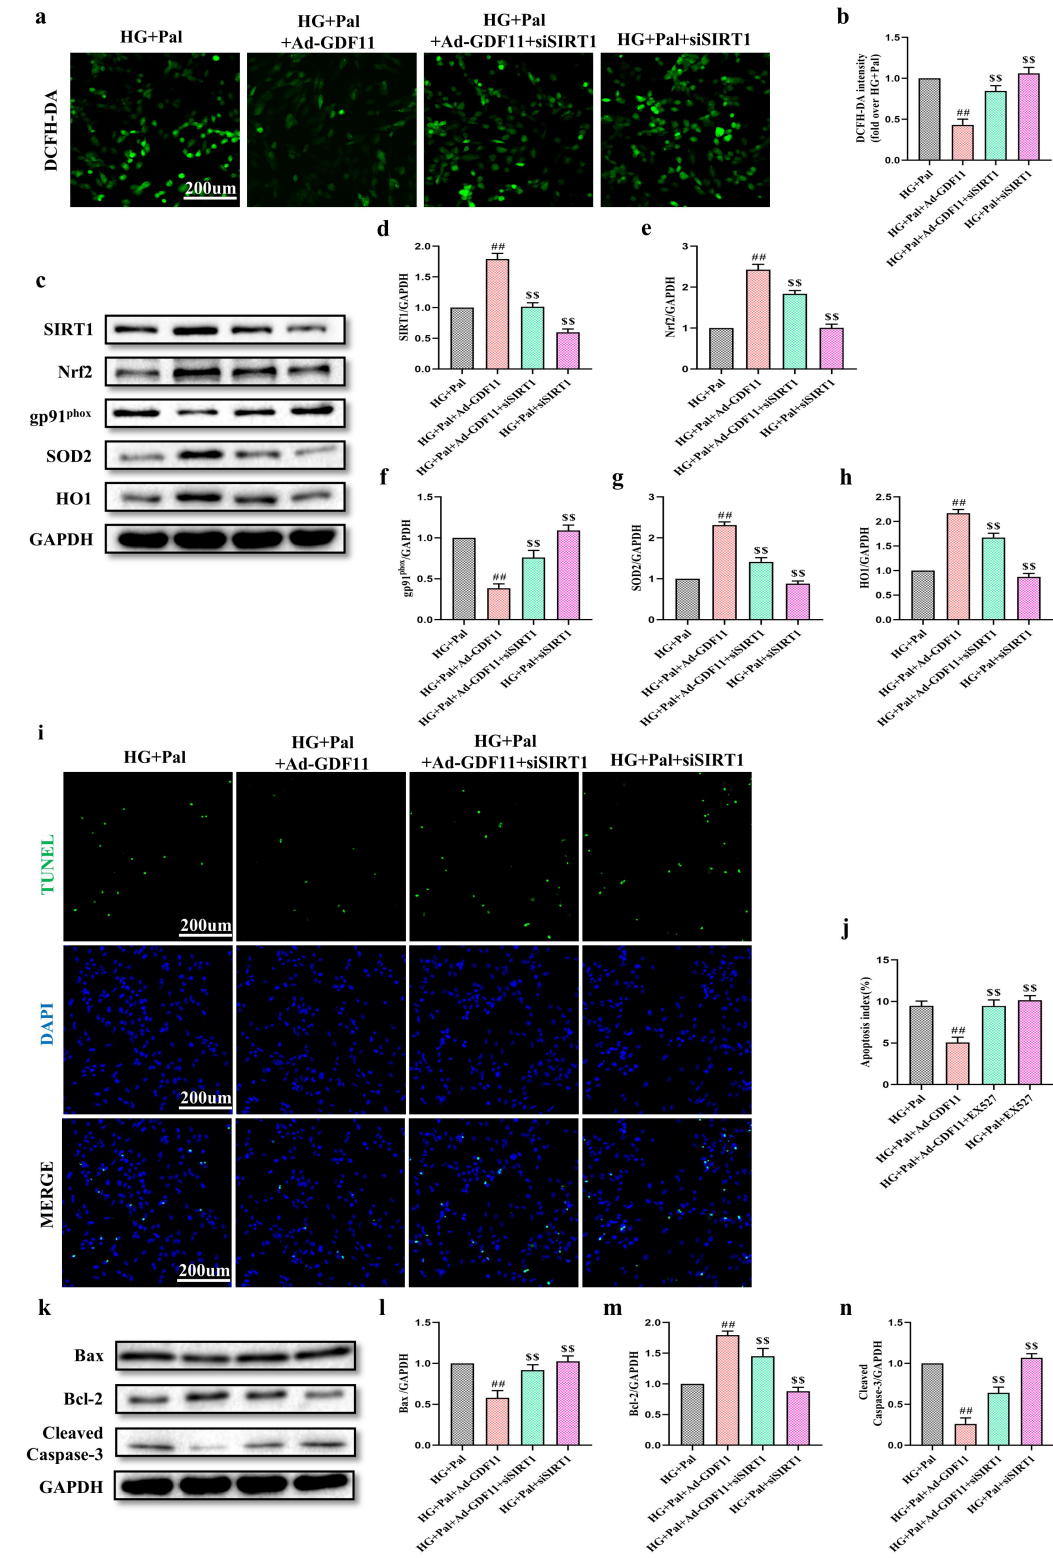 a
HG+Pal
HG+Pal
+Ad-GDF11
HG+Pal
+Ad-GDF11+siSIRT1
HG+Pal+siSIRT1
DCFH-DA
200um
b
DCFH-DA intensity
(fold over HG+Pal)
1.5
1.0
0.5
0.0
##
$$
$$
HG+Pal
HG+Pal+Ad-GDF11
HG+Pal+Ad-GDF11+siSIRT1
HG+Pal+siSIRT1
c
SIRT1
Nrf2
gp91phox
SOD2
HO1
GAPDH
d
SIRT1/GAPDH
2.0
1.5
1.0
0.5
0.0
##
$$
$$
HG+Pal
HG+Pal+Ad-GDF11
HG+Pal+Ad-GDF11+siSIRT1
HG+Pal+siSIRT1
e
Nrf2/GAPDH
3
2
1
0
##
$$
$$
HG+Pal
HG+Pal+Ad-GDF11
HG+Pal+Ad-GDF11+siSIRT1
HG+Pal+siSIRT1
f
gp91phox/GAPDH
1.5
1.0
0.5
0.0
##
$$
$$
HG+Pal
HG+Pal+Ad-GDF11
HG+Pal+Ad-GDF11+siSIRT1
HG+Pal+siSIRT1
g
SOD2/GAPDH
3
2
1
0
##
$$
$$
HG+Pal
HG+Pal+Ad-GDF11
HG+Pal+Ad-GDF11+siSIRT1
HG+Pal+siSIRT1
h
HO1/GAPDH
2.5
2.0
1.5
1.0
0.5
0.0
##
$$
$$
HG+Pal
HG+Pal+Ad-GDF11
HG+Pal+Ad-GDF11+siSIRT1
HG+Pal+siSIRT1
i
HG+Pal
HG+Pal
+Ad-GDF11
HG+Pal
+Ad-GDF11+siSIRT1
HG+Pal+siSIRT1
TUNEL
200um
DAPI
200um
MERGE
200um
j
Apoptosis index(%)
15
10
5
0
##
$$
$$
HG+Pal
HG+Pal+Ad-GDF11
HG+Pal+Ad-GDF11+EX527
HG+Pal+EX527
k
Bax
Bcl-2
Cleaved
Caspase-3
GAPDH
l
Bax/GAPDH
1.5
1.0
0.5
0.0
##
$$
$$
HG+Pal
HG+Pal+Ad-GDF11
HG+Pal+Ad-GDF11+siSIRT1
HG+Pal+siSIRT1
m
Bcl-2/GAPDH
2.0
1.5
1.0
0.5
0.0
##
$$
$$
HG+Pal
HG+Pal+Ad-GDF11
HG+Pal+Ad-GDF11+siSIRT1
HG+Pal+siSIRT1
n
Cleaved
Caspase-3/GAPDH
1.5
1.0
0.5
0.0
##
$$
$$
HG+Pal
HG+Pal+Ad-GDF11
HG+Pal+Ad-GDF11+siSIRT1
HG+Pal+siSIRT1